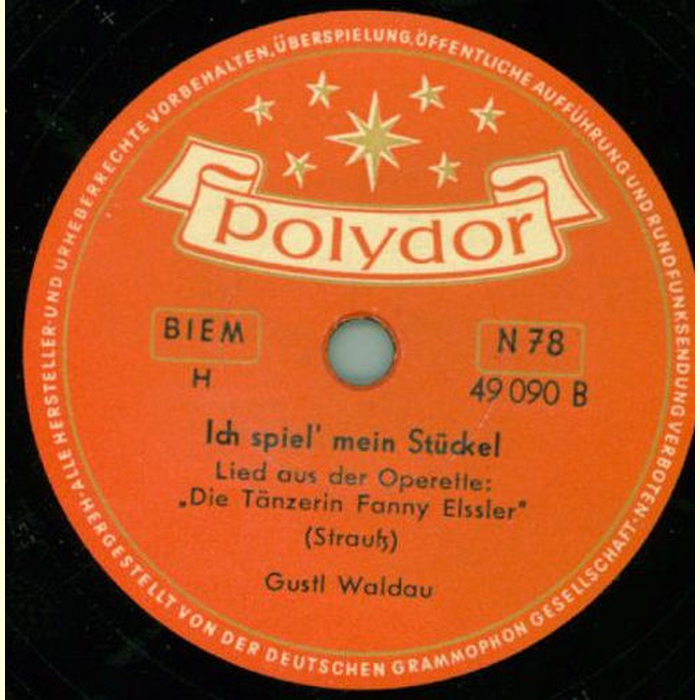 ALLE HERSTELLER- UND URHEBERRECHTE VORBEHALTEN, ÜBERSPIELUNG, ÖFFENTLICHE AUFFÜHRUNG UND RUNDFUNKSENDUNG VERBOTEN·
polydor
BIEM
N 78
H
49 090 B
Ich spiel' mein Stückel
Lied aus der Operette:
„Die Tänzerin Fanny Elssler"
(Strauß)
Gustl Waldau
HERGESTELLT VON DER DEUTSCHEN GRAMMOPHON GESELLSCHAFT·